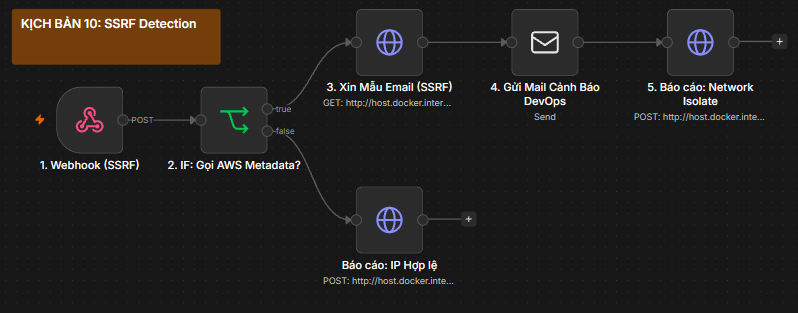 KỊCH BẢN 10: SSRF Detection
POST
1. Webhook (SSRF)
2. IF: Gọi AWS Metadata?
true
false
3. Xin Mẫu Email (SSRF)
GET: http://host.docker.inter...
4. Gửi Mail Cảnh Báo
DevOps
Send
5. Báo cáo: Network
Isolate
POST: http://host.docker.inte...
Báo cáo: IP Hợp lệ
POST: http://host.docker.inte...